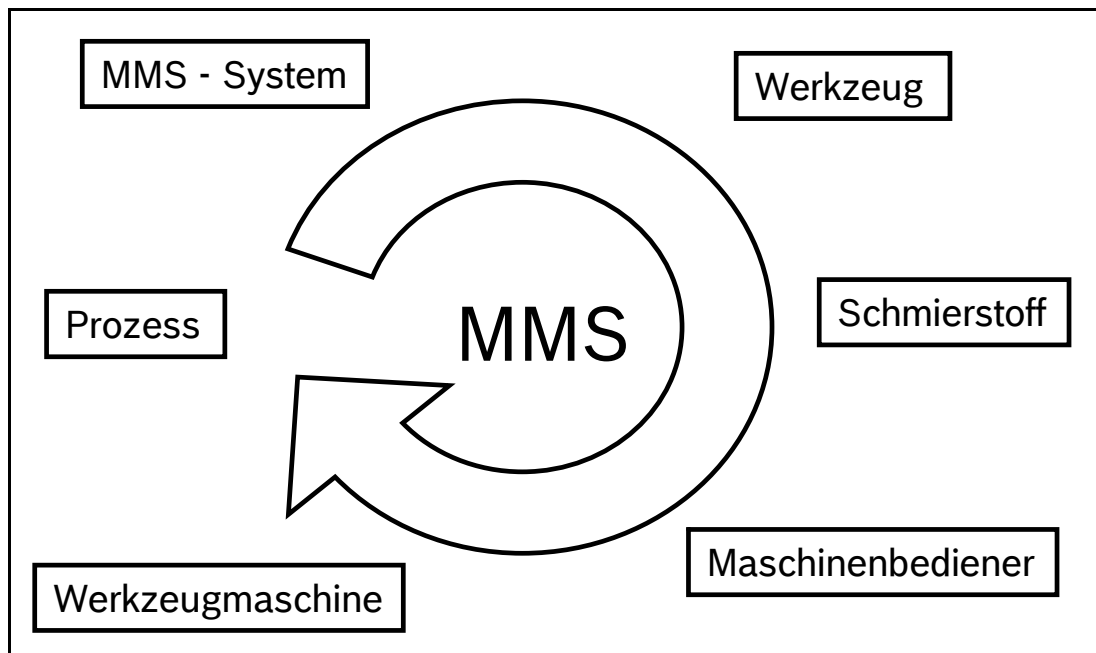 MMS - System
Werkzeug
Prozess
MMS
Schmierstoff
Maschinenbediener
Werkzeugmaschine